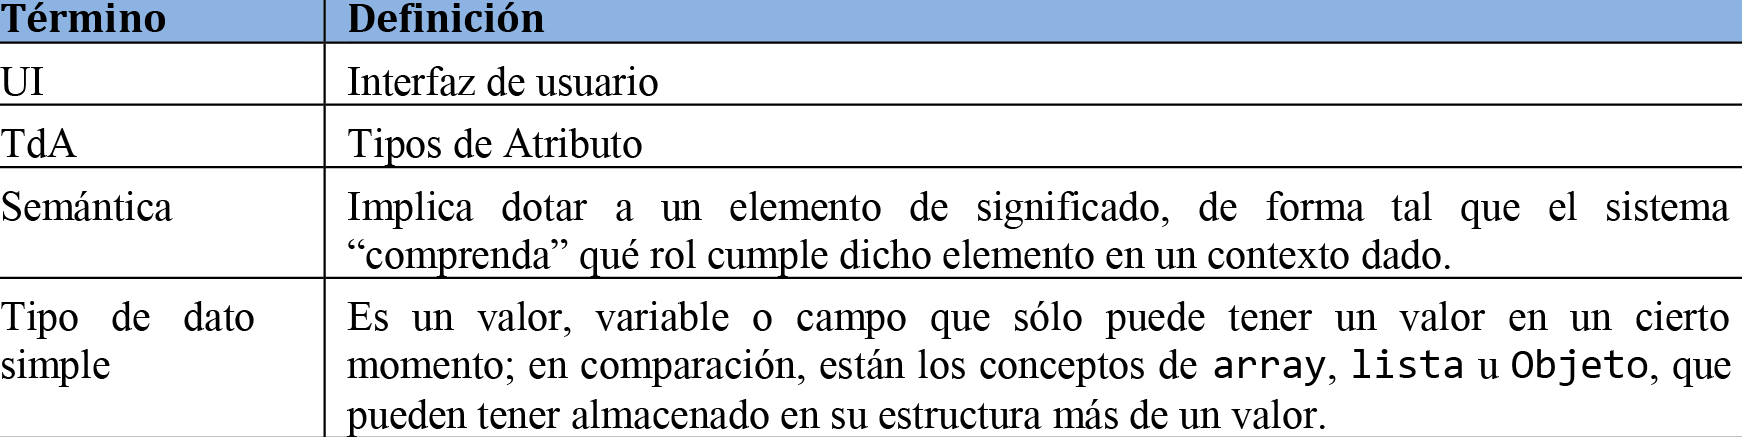 Término Definición
UI Interfaz de usuario
TdA Tipos de Atributo
Semántica Implica dotar a un elemento de significado, de forma tal que el sistema
“comprenda” qué rol cumple dicho elemento en un contexto dado.
Tipo de dato Es un valor, variable o campo que sólo puede tener un valor en un cierto
simple momento; en comparación, están los conceptos de array, lista u Objeto, que
pueden tener almacenado en su estructura más de un valor.